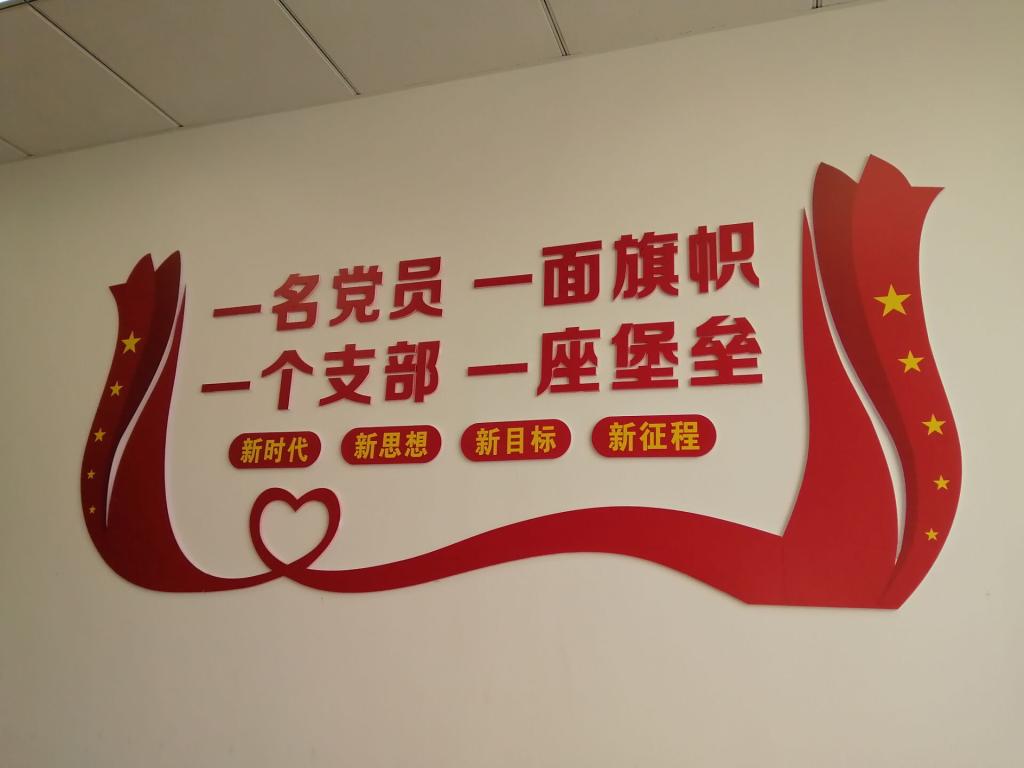 一名党员 一面旗帜
一个支部 一座堡垒
新时代 新思想 新目标 新征程